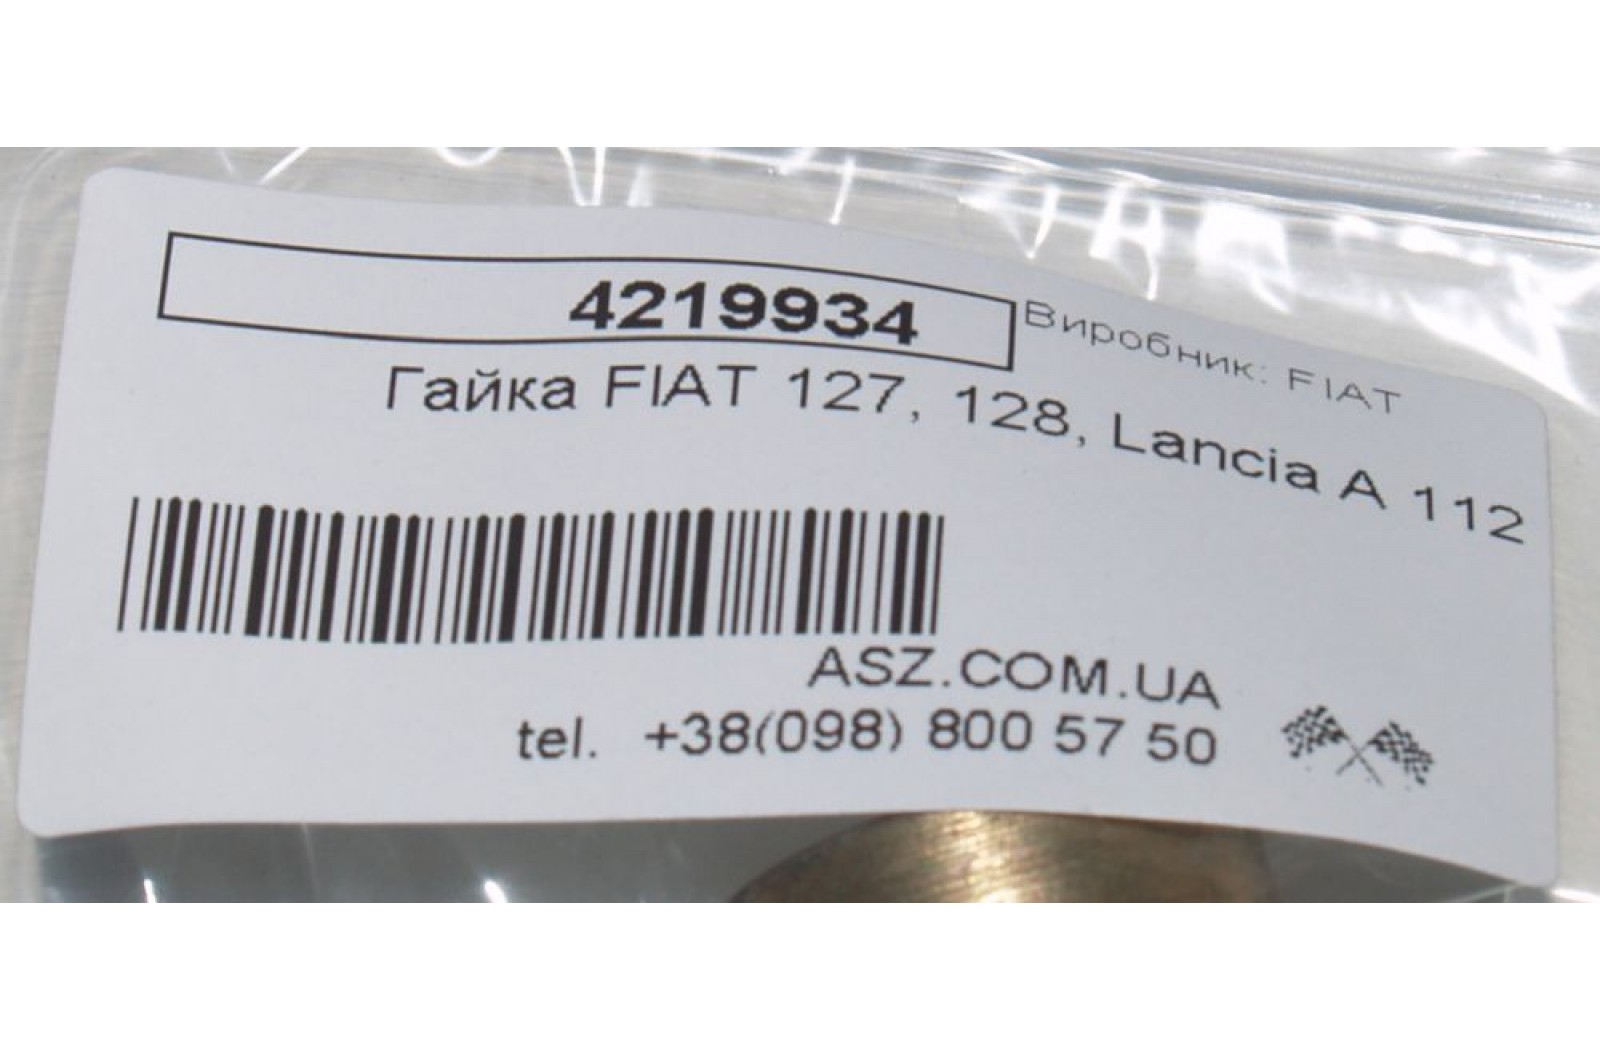 4219934
Виробник: FIAT
Гайка FIAT 127, 128, Lancia A 112
ASZ.COM.UA
tel. +38(098) 800 57 50